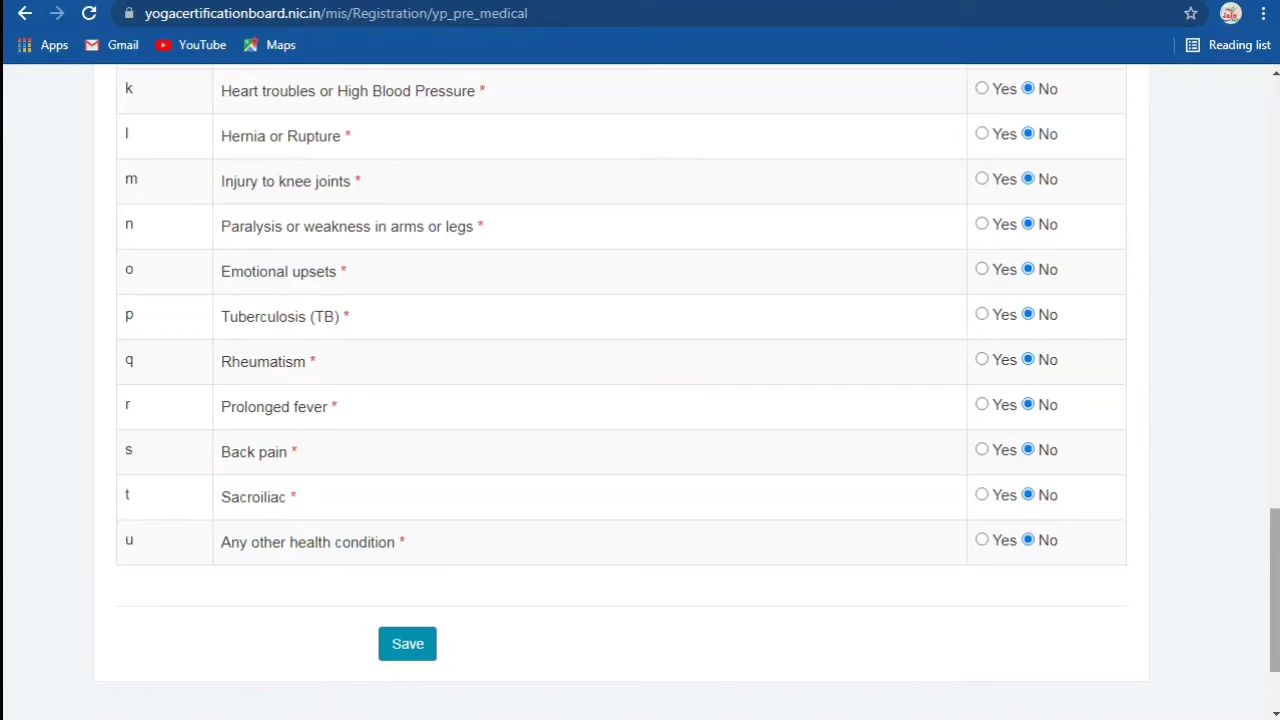 yogacertificationboard.nic.in/mis/Registration/yp_pre_medical
Apps Gmail YouTube Maps Reading list
k Heart troubles or High Blood Pressure * Yes No
l Hernia or Rupture * Yes No
m Injury to knee joints * Yes No
n Paralysis or weakness in arms or legs * Yes No
o Emotional upsets * Yes No
p Tuberculosis (TB) * Yes No
q Rheumatism * Yes No
r Prolonged fever * Yes No
s Back pain * Yes No
t Sacroiliac * Yes No
u Any other health condition * Yes No
Save